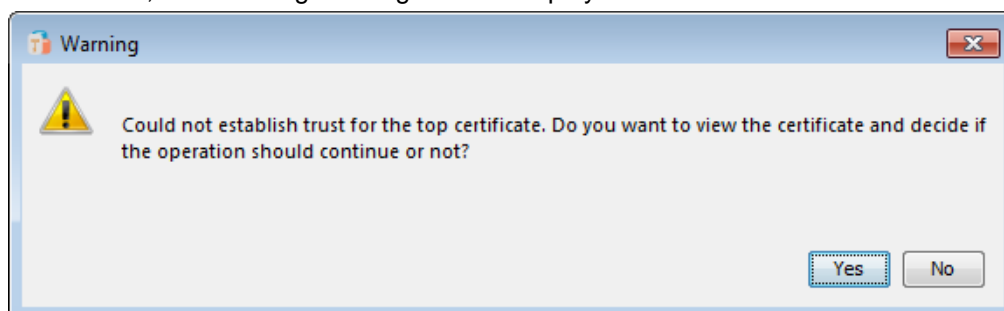 Warning
Could not establish trust for the top certificate. Do you want to view the certificate and decide if
the operation should continue or not?
Yes
No